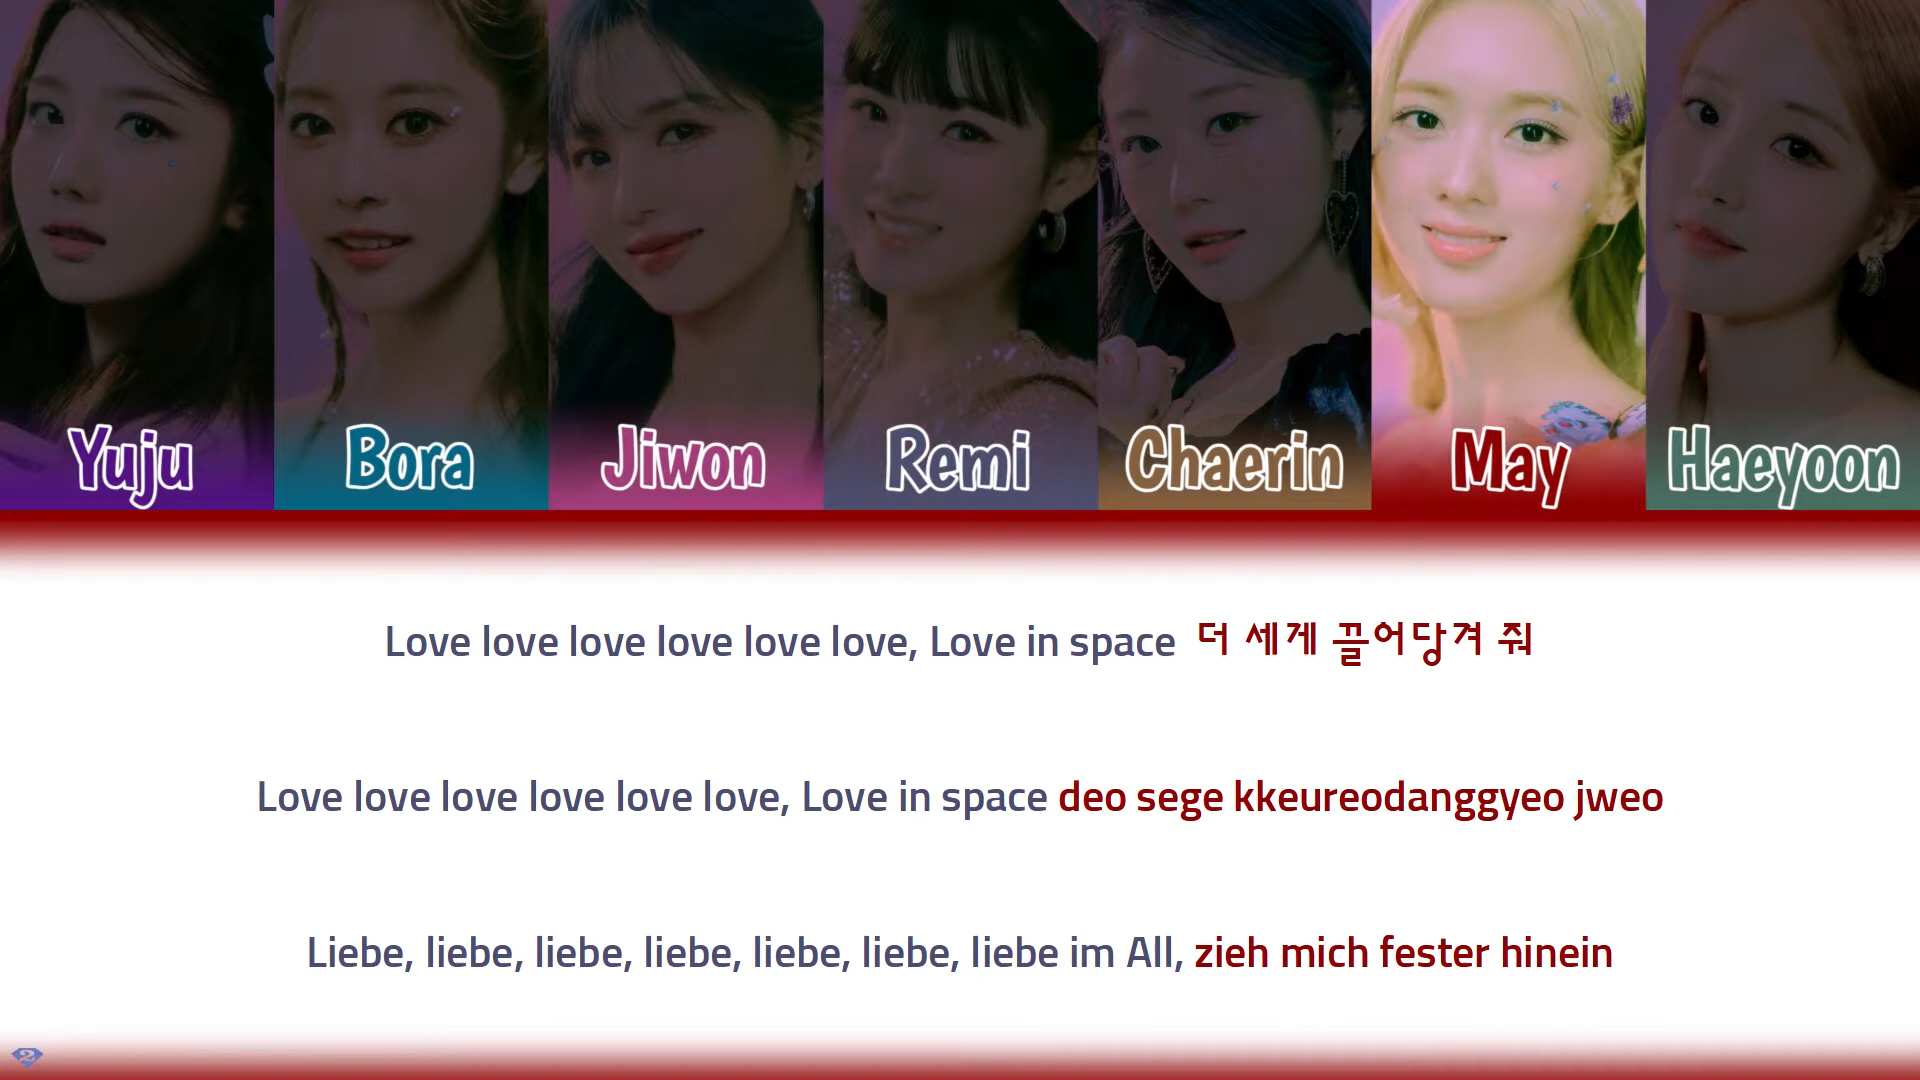 Yuju Bora Jiwon Remi Chaerin May Haeyoon
Love love love love love love, Love in space 더 세게 끌어당겨 줘
Love love love love love love, Love in space deo sege kkeureodanggyeo jweo
Liebe, liebe, liebe, liebe, liebe, liebe, liebe im All, zieh mich fester hinein
2